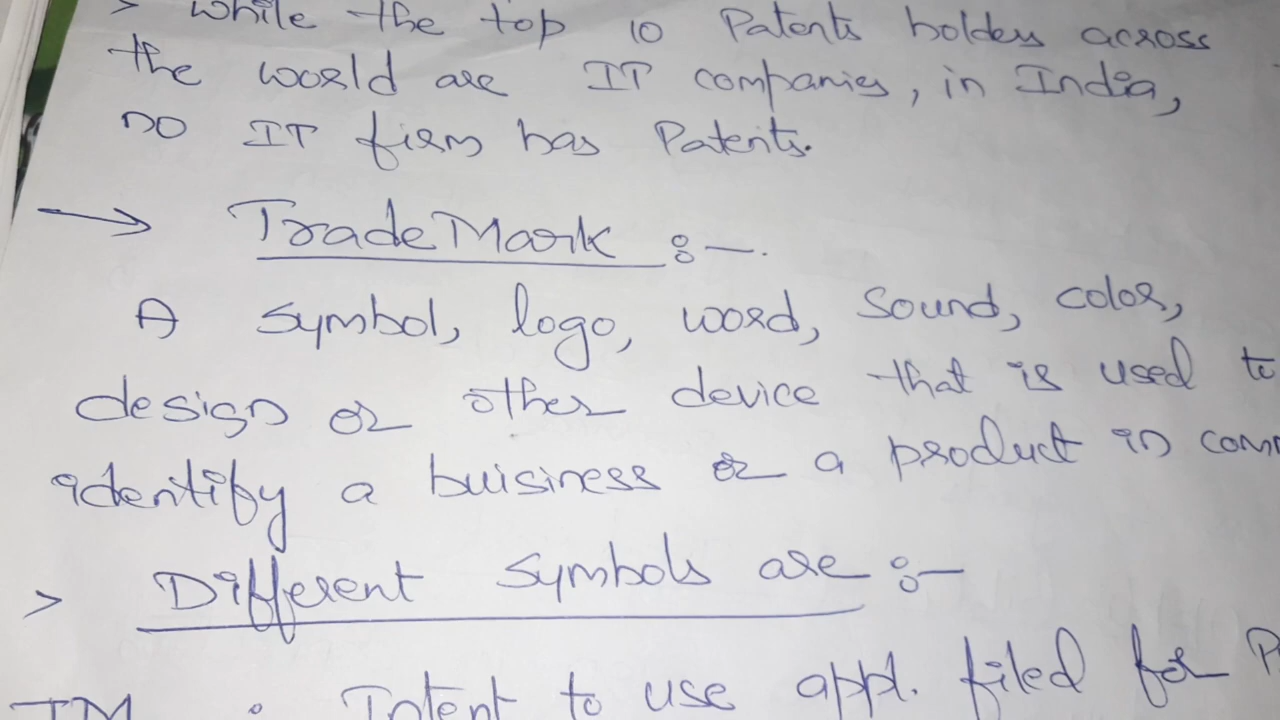 > While the top 10 Patents holders across
the world are IT companies, in India,
no IT firm has Patents.
→ TradeMark :-
A symbol, logo, word, sound, color,
design or other device that is used to
identify a buisiness or a product in
> Different symbols are :-
TM : Intent to use appl. filed for